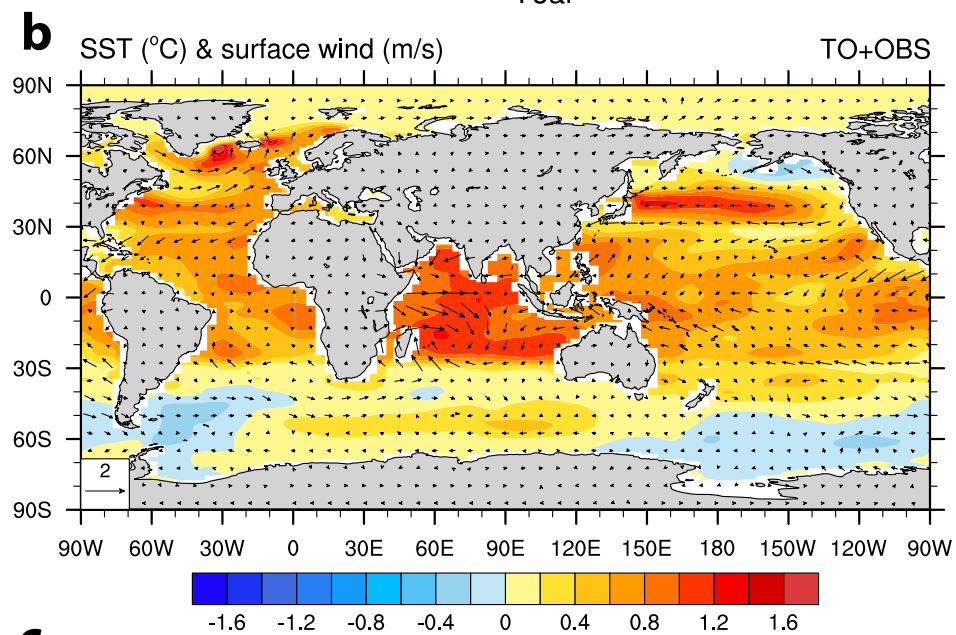 b
SST (°C) & surface wind (m/s) TO+OBS
90N
60N
30N
0
30S
60S
90S
2
90W 60W 30W 0 30E 60E 90E 120E 150E 180 150W 120W 90W
-1.6 -1.2 -0.8 -0.4 0 0.4 0.8 1.2 1.6